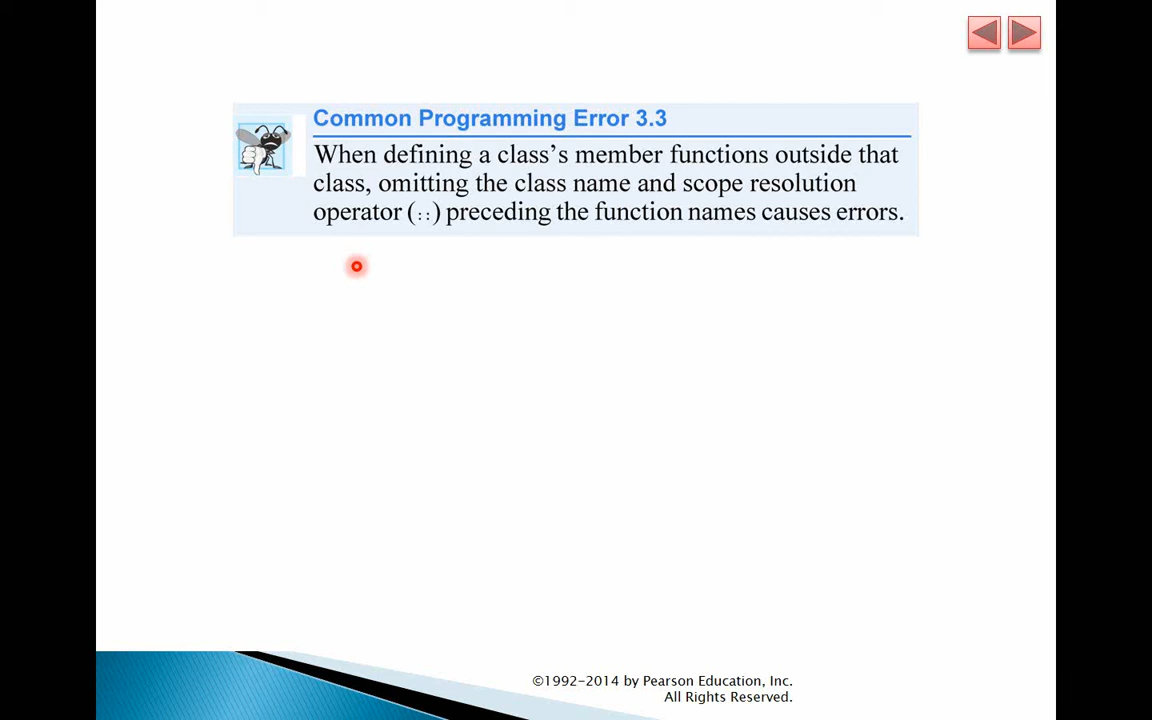 Common Programming Error 3.3
When defining a class’s member functions outside that
class, omitting the class name and scope resolution
operator (::) preceding the function names causes errors.
©1992-2014 by Pearson Education, Inc.
All Rights Reserved.